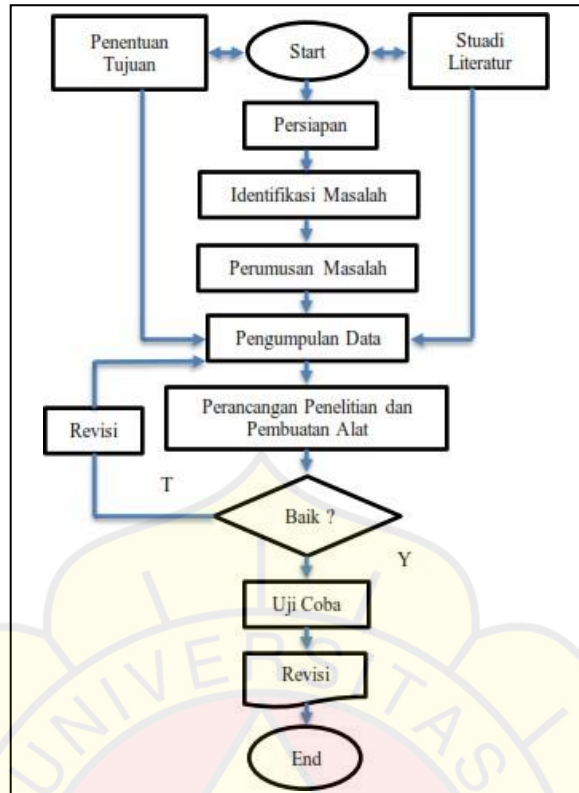 Penentuan
Tujuan
Start
Stuadi
Literatur
Persiapan
Identifikasi Masalah
Perumusan Masalah
Pengumpulan Data
Perancangan Penelitian dan
Pembuatan Alat
Revisi
T
Baik ?
Y
Uji Coba
Revisi
End
UNIVERSITAS